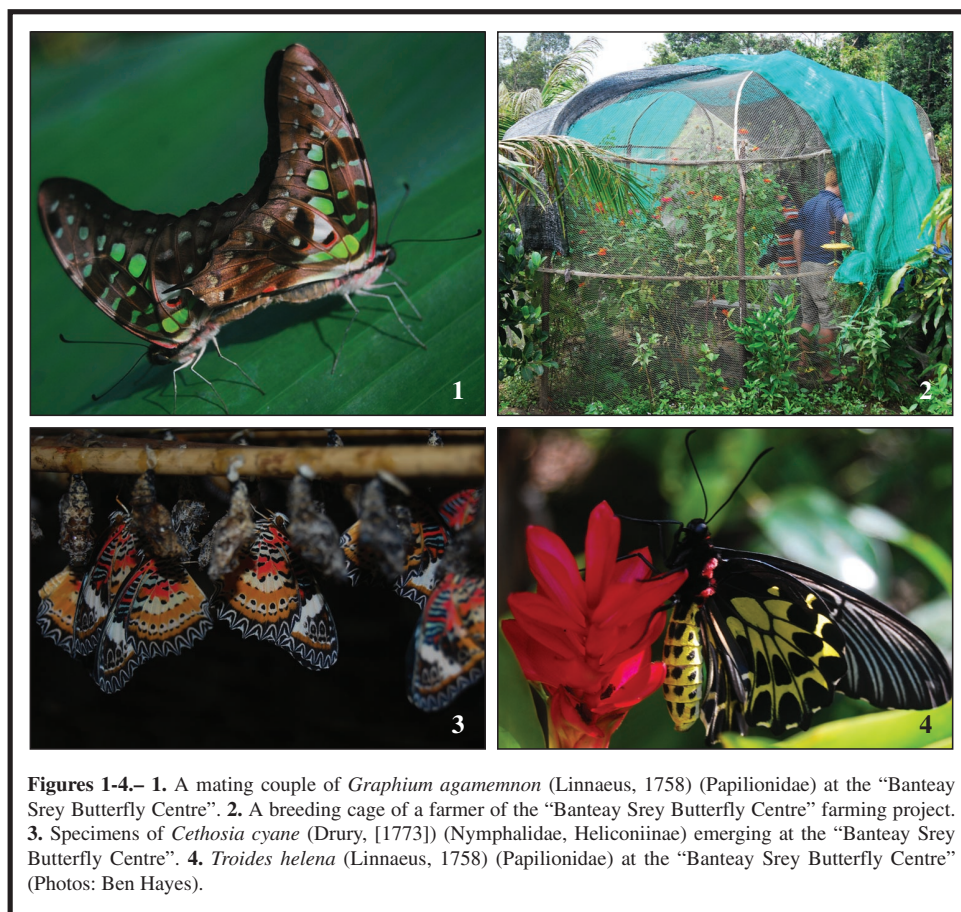 1
2
3
4
Figures 1-4.– 1. A mating couple of Graphium agamemnon (Linnaeus, 1758) (Papilionidae) at the “Banteay
Srey Butterfly Centre”. 2. A breeding cage of a farmer of the “Banteay Srey Butterfly Centre” farming project.
3. Specimens of Cethosia cyane (Drury, [1773]) (Nymphalidae, Heliconiinae) emerging at the “Banteay Srey
Butterfly Centre”. 4. Troides helena (Linnaeus, 1758) (Papilionidae) at the “Banteay Srey Butterfly Centre”
(Photos: Ben Hayes).